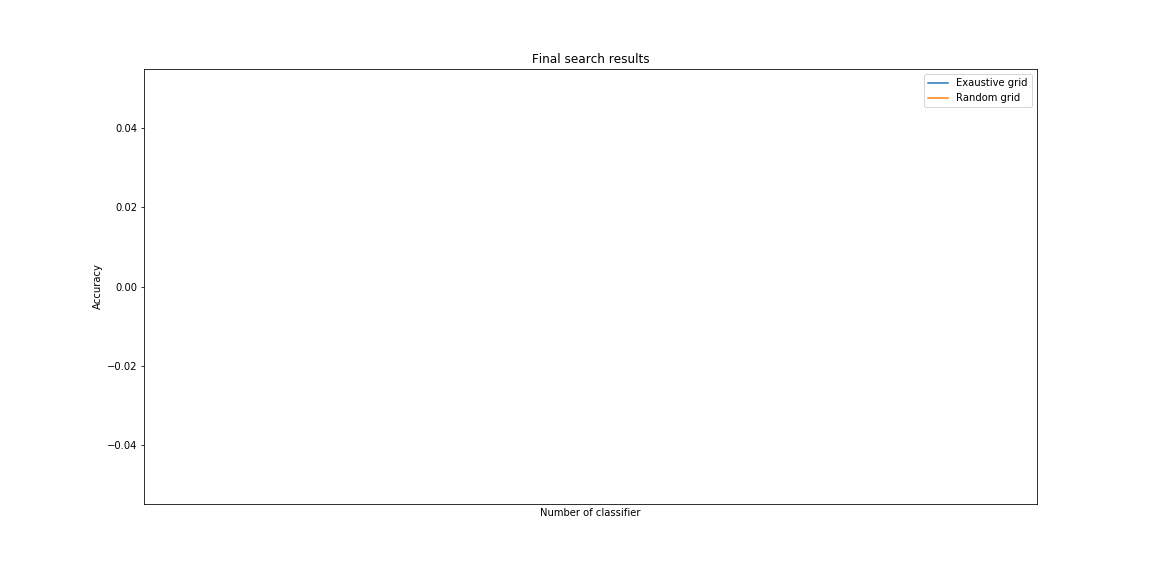 Final search results
Exaustive grid
Random grid
0.04
0.02
0.00
−0.02
−0.04
Accuracy
Number of classifier